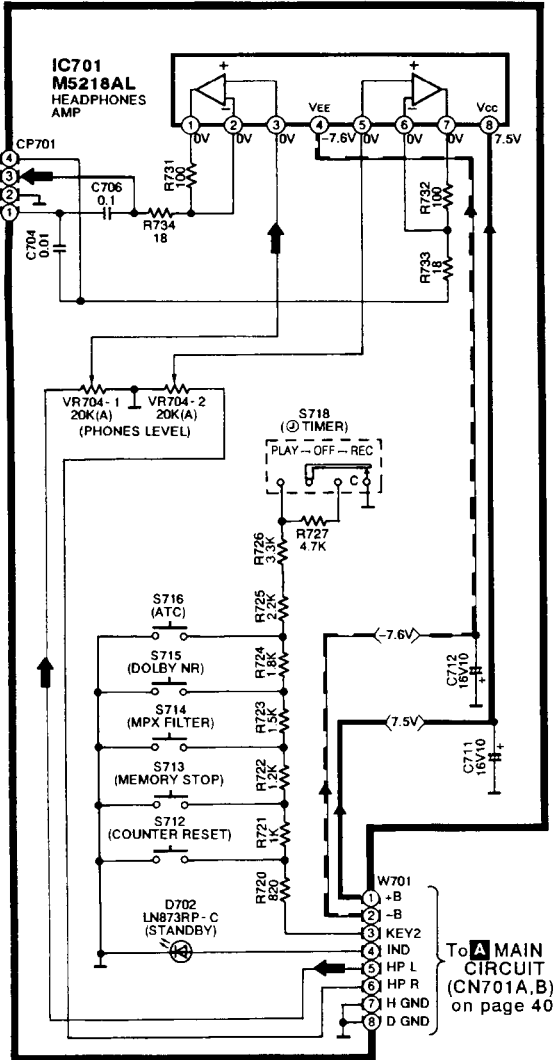 IC701
M5218AL
HEADPHONES
AMP
+
−
VEE
+
−
VCC
1 2 3 4 5 6 7 8
0V 0V 0V −7.6V 0V 0V 0V 7.5V
CP701
4
3
2
1
R731
100
C706
0.1
R734
18
C704
0.01
R732
100
R733
18
VR704-1
20K(A)
VR704-2
20K(A)
(PHONES LEVEL)
S718
(TIMER)
PLAY↔OFF↔REC
C
R727
4.7K
R726
3.3K
R725
2.2K
S716
(ATC)
R724
1.8K
S715
(DOLBY NR)
R723
1.5K
S714
(MPX FILTER)
R722
1.2K
S713
(MEMORY STOP)
R721
1K
S712
(COUNTER RESET)
R720
820
D702
LN873RP-C
(STANDBY)
(−7.6V)
C712
16V10
+
(7.5V)
C711
16V10
+
W701
1 +B
2 −B
3 KEY2
4 IND
5 HP L
6 HP R
7 H GND
8 D GND
To A MAIN
CIRCUIT
(CN701A,B)
on page 40